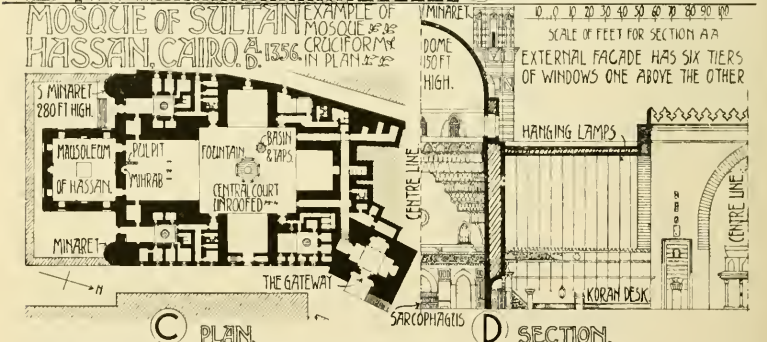 MOSQUE OF SULTAN
HASSAN, CAIRO. A.D. 1356.
EXAMPLE OF
MOSQUE
CRUCIFORM
IN PLAN
S MINARET
280 FT HIGH.
MAUSOLEUM
OF HASSAN.
PULPIT
MIHRAB
FOUNTAIN
BASIN
& TAPS.
CENTRAL COURT
UNROOFED
MINARET
N
THE GATEWAY
C PLAN.
MINARET
DOME
150 FT
HIGH.
CENTRE LINE
SARCOPHAGUS
10 0 10 20 30 40 50 60 70 80 90 100
SCALE OF FEET FOR SECTION AA
EXTERNAL FACADE HAS SIX TIERS
OF WINDOWS ONE ABOVE THE OTHER
HANGING LAMPS
CENTRE LINE
KORAN DESK
D SECTION.